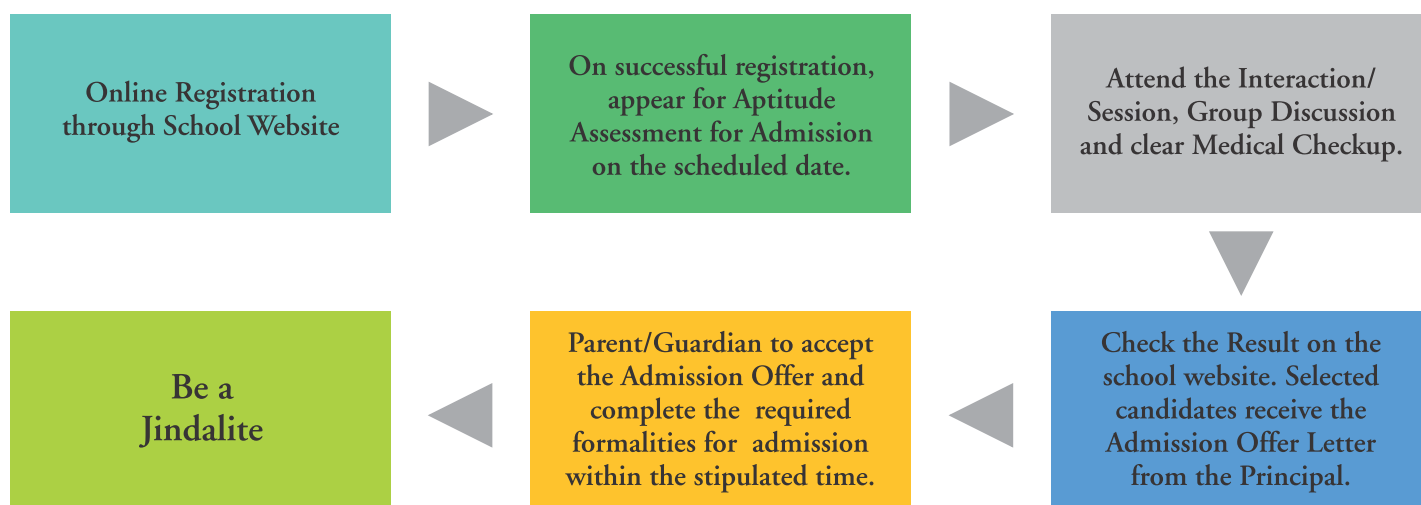 Online Registration
through School Website
On successful registration,
appear for Aptitude
Assessment for Admission
on the scheduled date.
Attend the Interaction/
Session, Group Discussion
and clear Medical Checkup.
Check the Result on the
school website. Selected
candidates receive the
Admission Offer Letter
from the Principal.
Parent/Guardian to accept
the Admission Offer and
complete the  required
formalities for  admission
within the stipulated time.
Be a
Jindalite